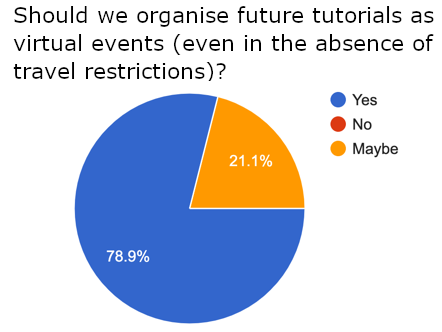 Should we organise future tutorials as
virtual events (even in the absence of
travel restrictions)?
Yes
No
Maybe
21.1%
78.9%